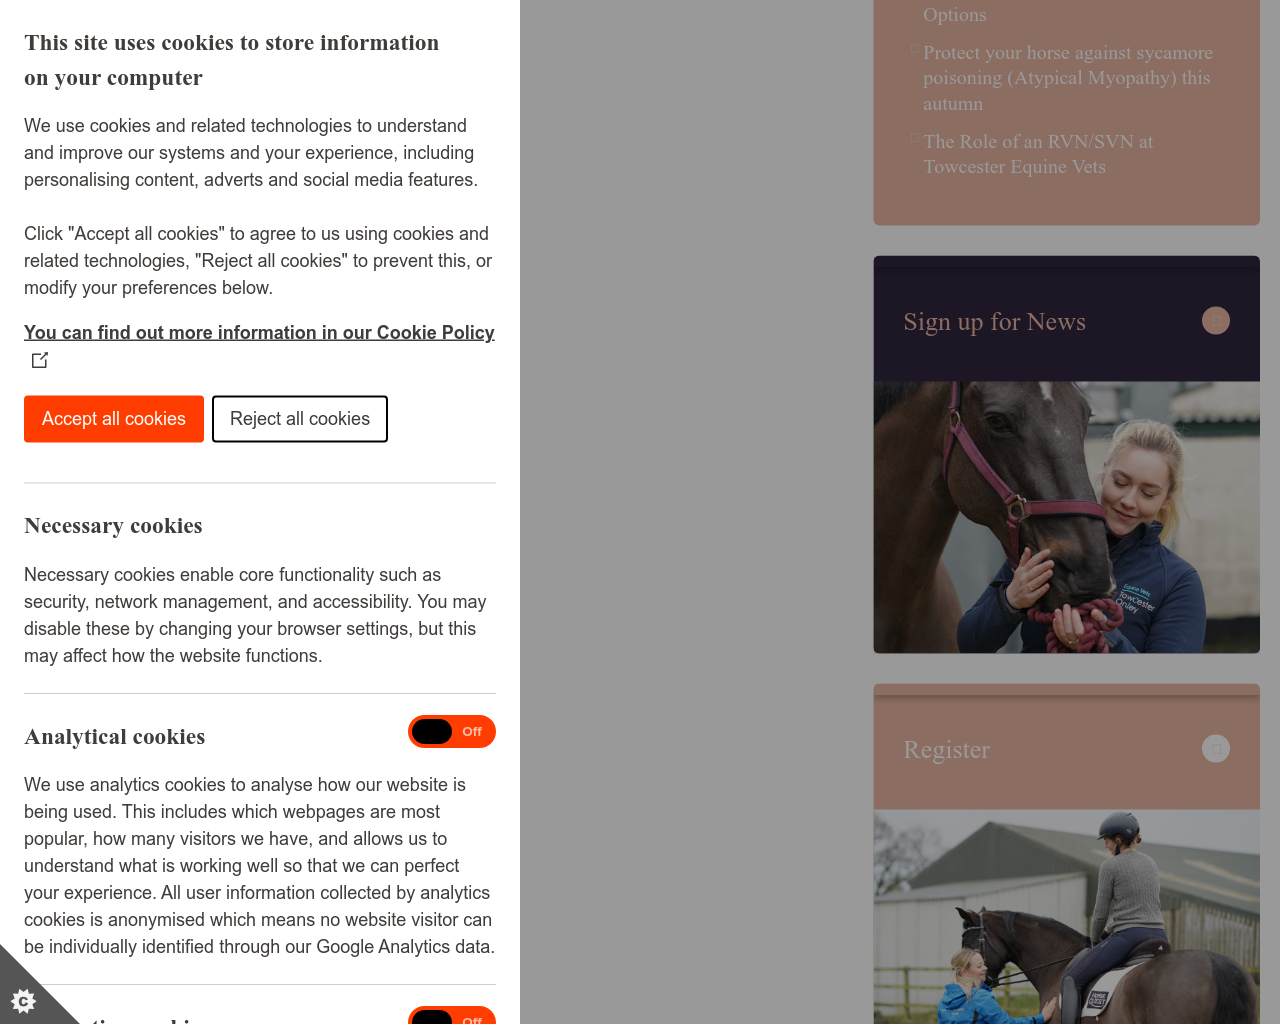 This site uses cookies to store information
on your computer
We use cookies and related technologies to understand
and improve our systems and your experience, including
personalising content, adverts and social media features.
Click "Accept all cookies" to agree to us using cookies and
related technologies, "Reject all cookies" to prevent this, or
modify your preferences below.
You can find out more information in our Cookie Policy
Accept all cookies
Reject all cookies
Necessary cookies
Necessary cookies enable core functionality such as
security, network management, and accessibility. You may
disable these by changing your browser settings, but this
may affect how the website functions.
Analytical cookies
Off
We use analytics cookies to analyse how our website is
being used. This includes which webpages are most
popular, how many visitors we have, and allows us to
understand what is working well so that we can perfect
your experience. All user information collected by analytics
cookies is anonymised which means no website visitor can
be individually identified through our Google Analytics data.
Off
C
Options
Protect your horse against sycamore
poisoning (Atypical Myopathy) this
autumn
The Role of an RVN/SVN at
Towcester Equine Vets
Sign up for News
Equine Vets
Towcester
Onley
Register